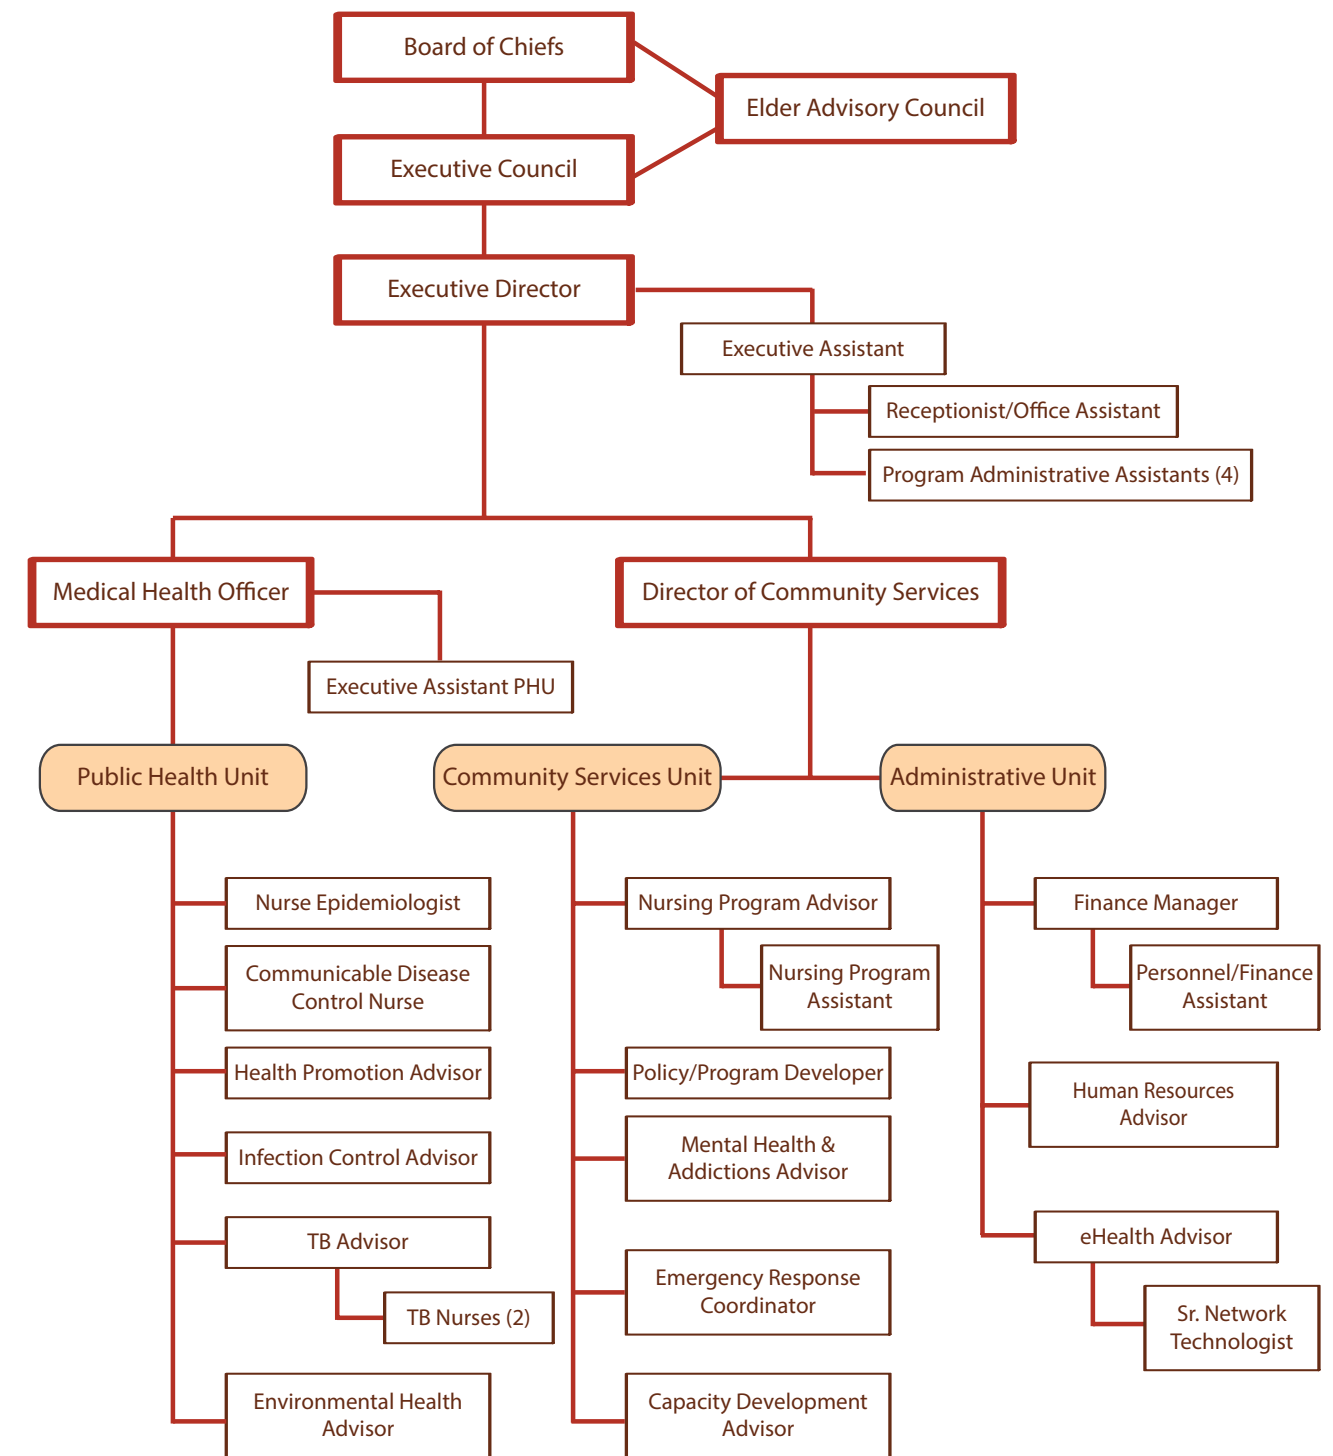 Board of Chiefs
Elder Advisory Council
Executive Council
Executive Director
Executive Assistant
Receptionist/Office Assistant
Program Administrative Assistants (4)
Medical Health Officer
Director of Community Services
Executive Assistant PHU
Public Health Unit
Community Services Unit
Administrative Unit
Nurse Epidemiologist
Communicable Disease
Control Nurse
Health Promotion Advisor
Infection Control Advisor
TB Advisor
TB Nurses (2)
Environmental Health
Advisor
Nursing Program Advisor
Nursing Program
Assistant
Policy/Program Developer
Mental Health &
Addictions Advisor
Emergency Response
Coordinator
Capacity Development
Advisor
Finance Manager
Personnel/Finance
Assistant
Human Resources
Advisor
eHealth Advisor
Sr. Network
Technologist